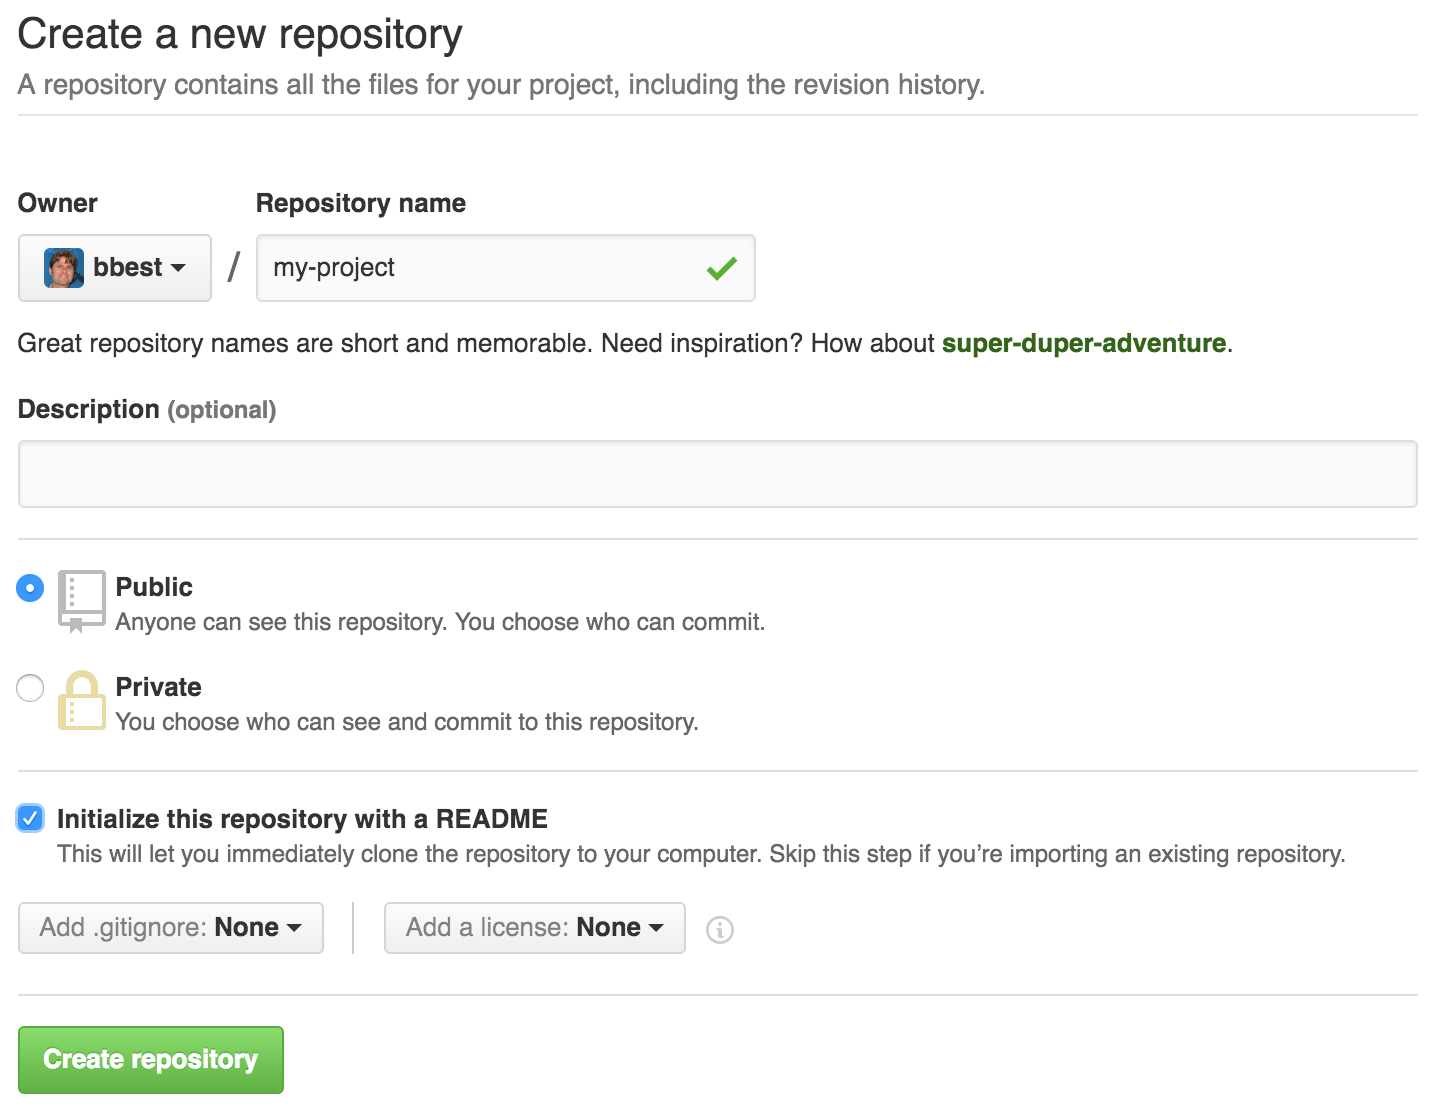 Create a new repository
A repository contains all the files for your project, including the revision history.
Owner
Repository name
bbest / my-project
Great repository names are short and memorable. Need inspiration? How about super-duper-adventure.
Description (optional)
Public
Anyone can see this repository. You choose who can commit.
Private
You choose who can see and commit to this repository.
Initialize this repository with a README
This will let you immediately clone the repository to your computer. Skip this step if you’re importing an existing repository.
Add .gitignore: None
Add a license: None
Create repository